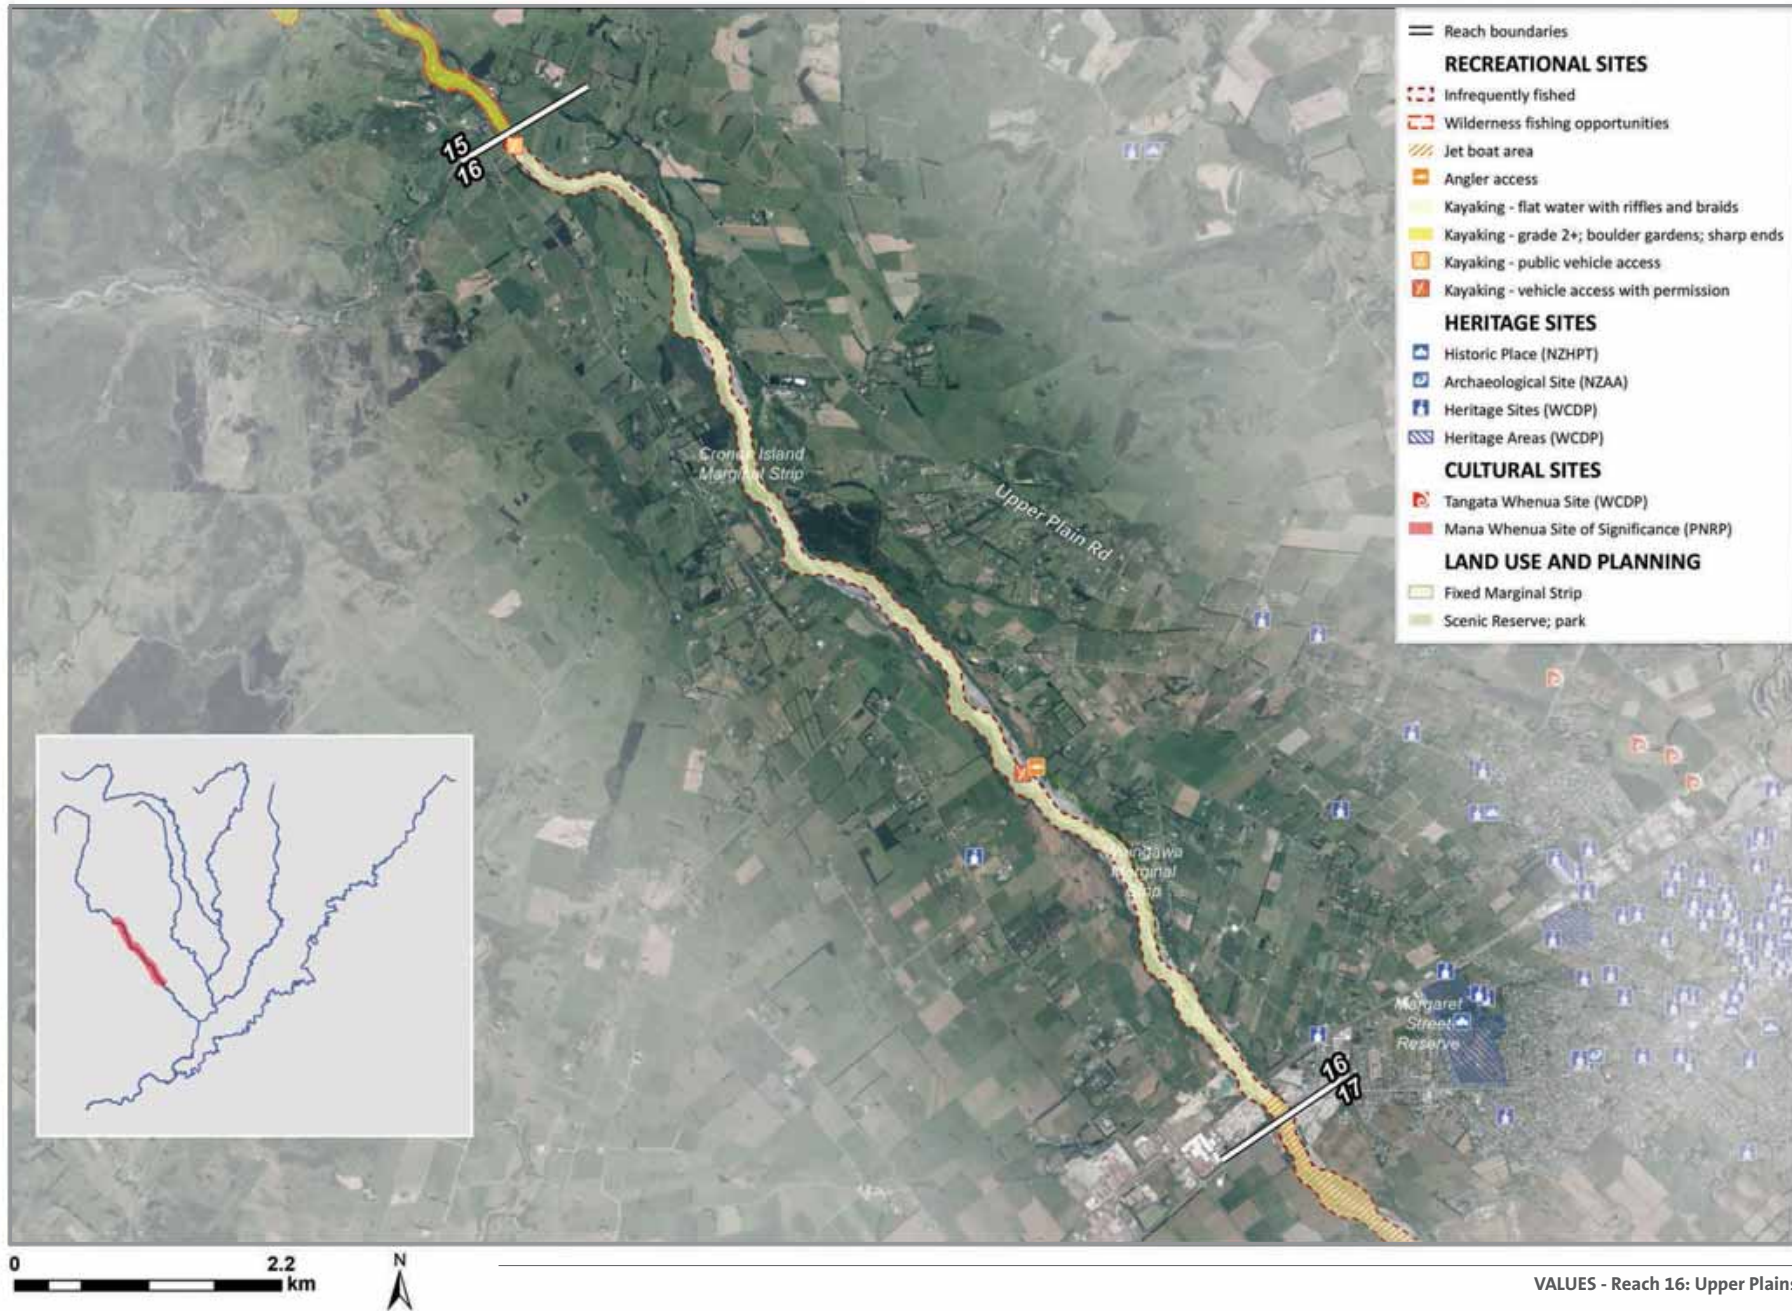 Reach boundaries
RECREATIONAL SITES
Infrequently fished
Wilderness fishing opportunities
Jet boat area
Angler access
Kayaking - flat water with riffles and braids
Kayaking - grade 2+; boulder gardens; sharp ends
Kayaking - public vehicle access
Kayaking - vehicle access with permission
HERITAGE SITES
Historic Place (NZHPT)
Archaeological Site (NZAA)
Heritage Sites (WCDP)
Heritage Areas (WCDP)
CULTURAL SITES
Tangata Whenua Site (WCDP)
Mana Whenua Site of Significance (PNRP)
LAND USE AND PLANNING
Fixed Marginal Strip
Scenic Reserve; park
15
16
Island
Marginal Strip
Upper Plain Rd
Marginal
Margaret
Street
Reserve
16
17
0 2.2
km
N
VALUES - Reach 16: Upper Plains